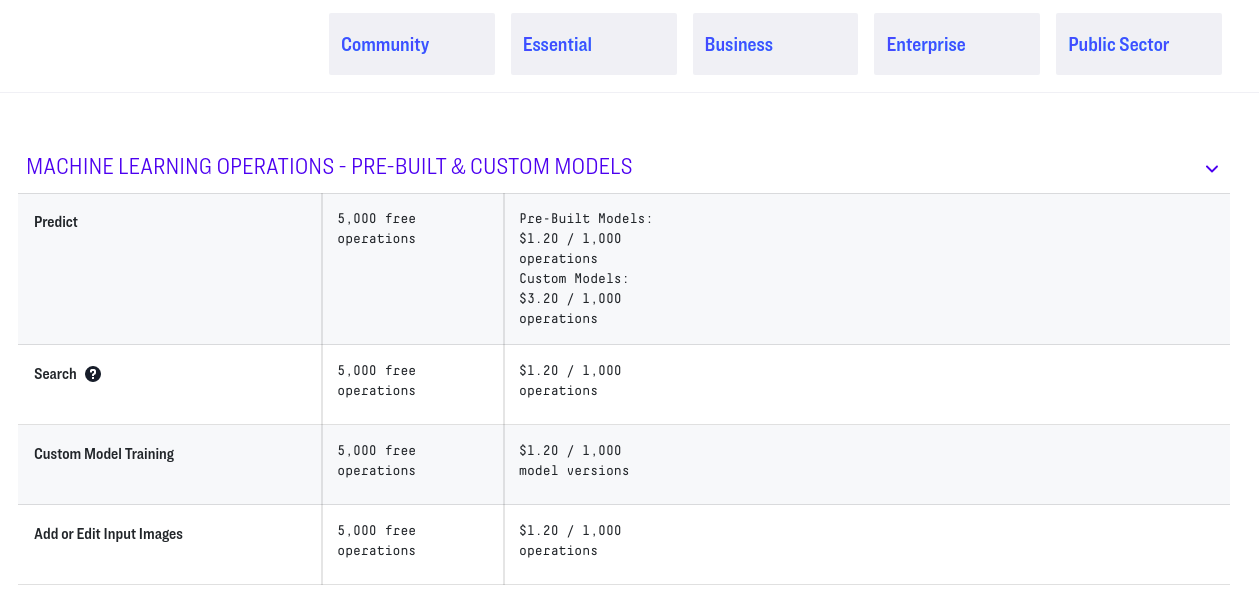 Community Essential Business Enterprise Public Sector
MACHINE LEARNING OPERATIONS - PRE-BUILT & CUSTOM MODELS
Predict
5,000 free
operations
Pre-Built Models:
$1.20 / 1,000
operations
Custom Models:
$3.20 / 1,000
operations
Search ?
5,000 free
operations
$1.20 / 1,000
operations
Custom Model Training
5,000 free
operations
$1.20 / 1,000
model versions
Add or Edit Input Images
5,000 free
operations
$1.20 / 1,000
operations